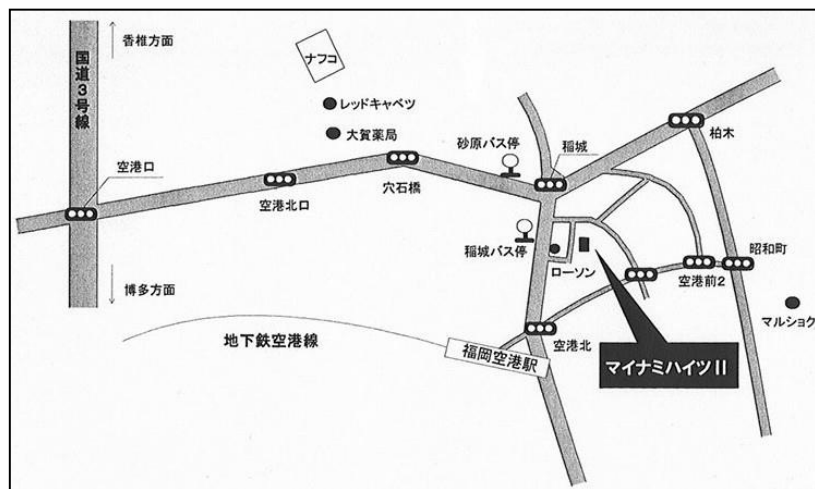 香椎方面
国道3号線
ナフコ
レッドキャベツ
大賀薬局
砂原バス停
稲城
柏木
空港口
空港北口
穴石橋
稲城バス停
ローソン
昭和町
空港前2
博多方面
マルショク
地下鉄空港線
福岡空港駅
空港北
マイナミハイツII